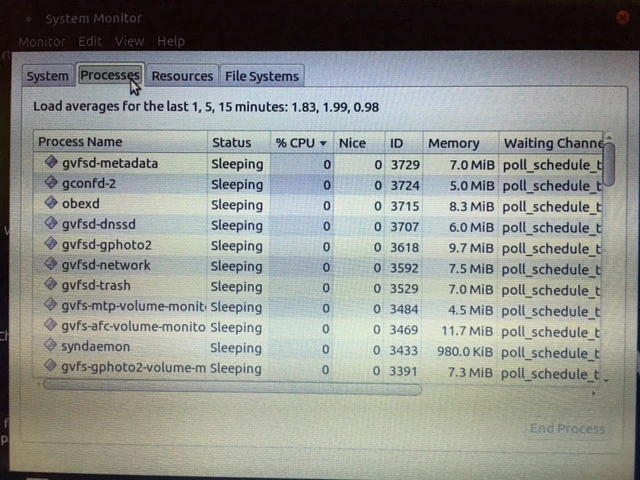 System Monitor
Monitor Edit View Help
System Processes Resources File Systems
Load averages for the last 1, 5, 15 minutes: 1.83, 1.99, 0.98
Process Name Status % CPU Nice ID Memory Waiting Channe
gvfsd-metadata Sleeping 0 0 3729 7.0 MiB poll_schedule_t
gconfd-2 Sleeping 0 0 3724 5.0 MiB poll_schedule_t
obexd Sleeping 0 0 3715 8.3 MiB poll_schedule_t
gvfsd-dnssd Sleeping 0 0 3707 6.0 MiB poll_schedule_t
gvfsd-gphoto2 Sleeping 0 0 3618 9.7 MiB poll_schedule_t
gvfsd-network Sleeping 0 0 3592 7.5 MiB poll_schedule_t
gvfsd-trash Sleeping 0 0 3529 7.0 MiB poll_schedule_t
gvfs-mtp-volume-monit Sleeping 0 0 3484 4.5 MiB poll_schedule_t
gvfs-afc-volume-monito Sleeping 0 0 3469 11.7 MiB poll_schedule_t
syndaemon Sleeping 0 0 3433 980.0 KiB poll_schedule_t
gvfs-gphoto2-volume-m Sleeping 0 0 3391 7.3 MiB poll_schedule_t
End Process